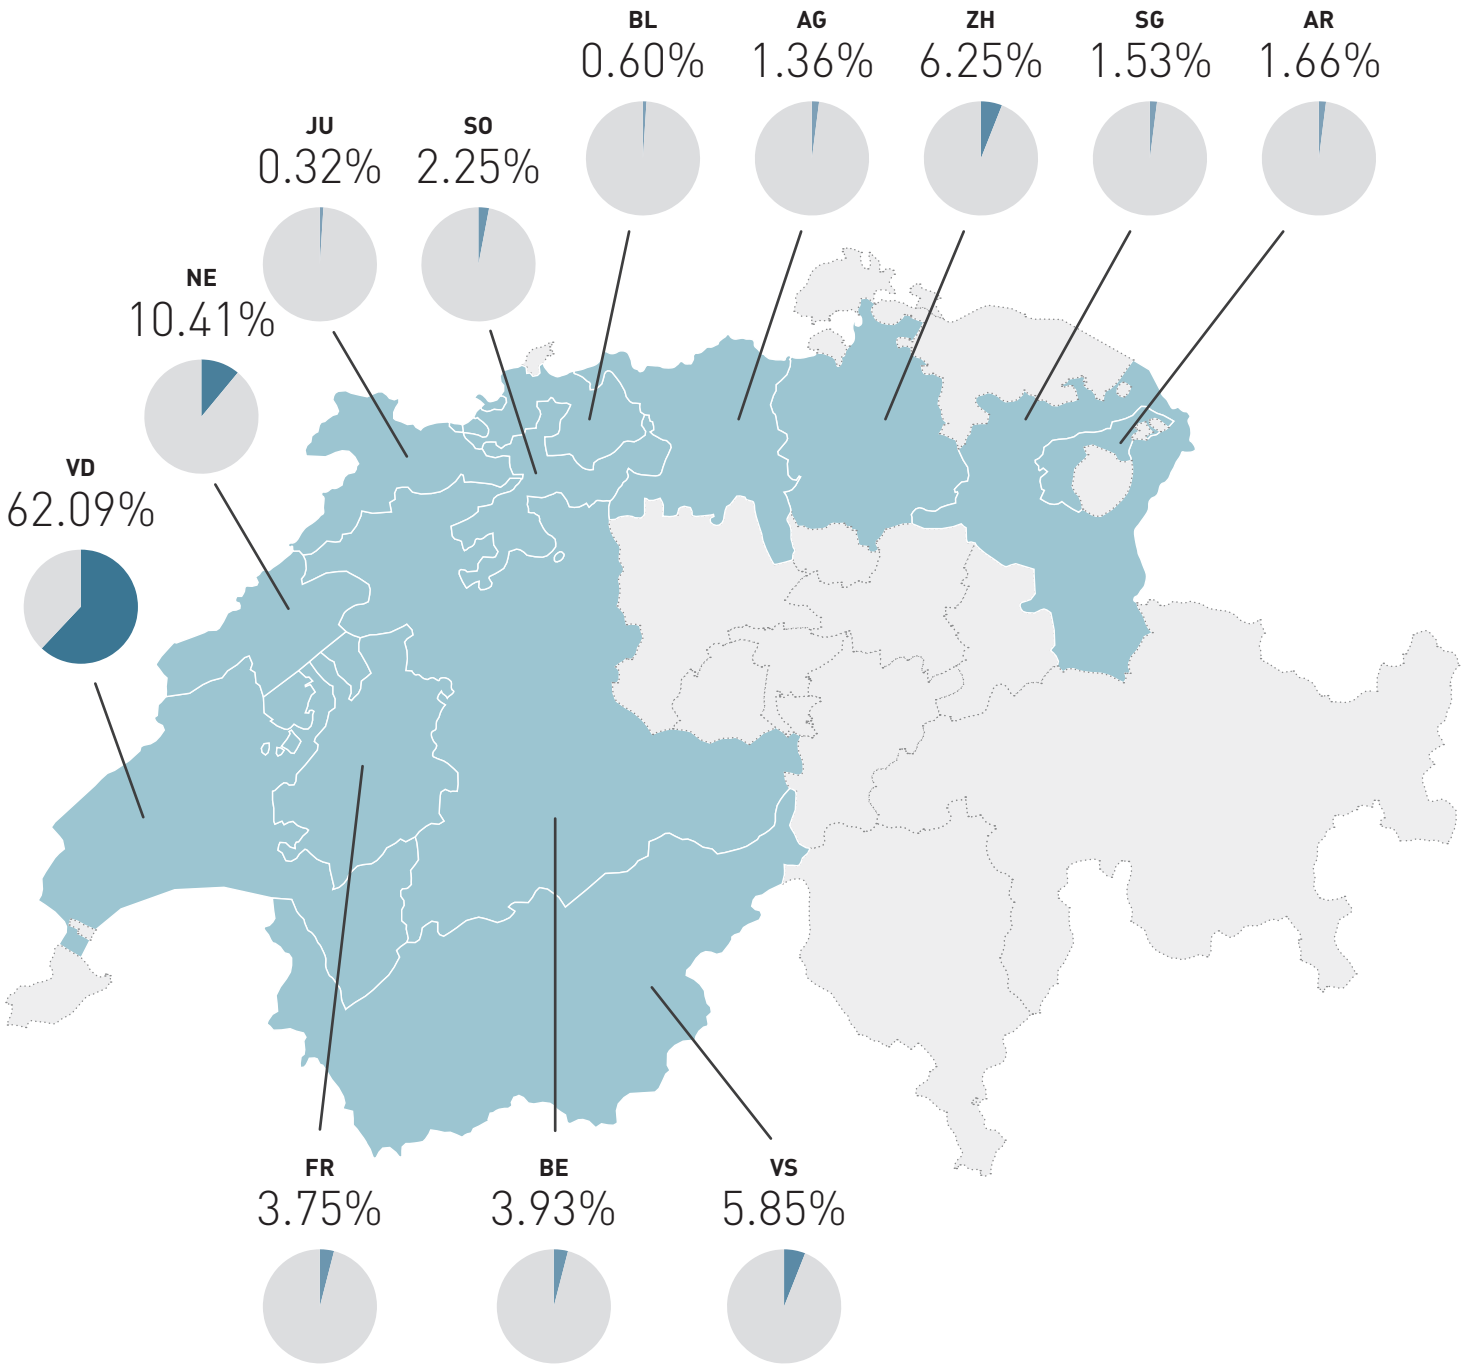 BL
0.60%
AG
1.36%
ZH
6.25%
SG
1.53%
AR
1.66%
JU
0.32%
SO
2.25%
NE
10.41%
VD
62.09%
FR
3.75%
BE
3.93%
VS
5.85%